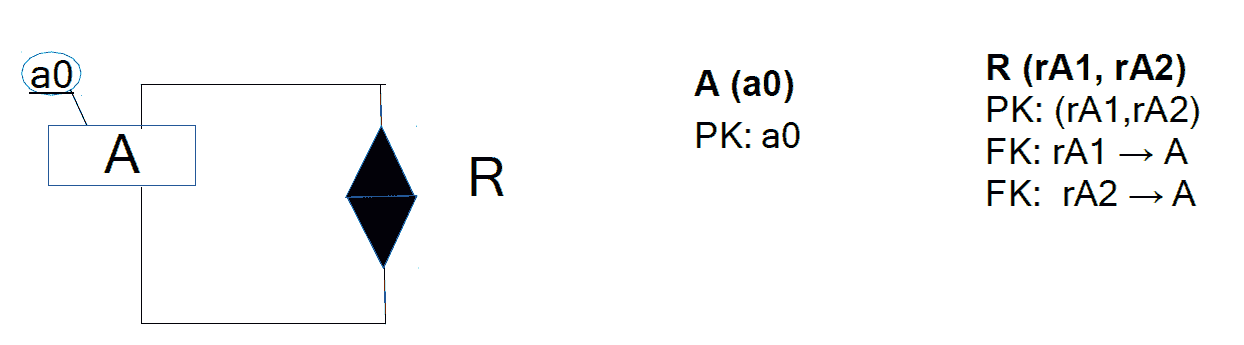 a0
A
R
A (a0)
PK: a0
R (rA1, rA2)
PK: (rA1,rA2)
FK: rA1 → A
FK: rA2 → A